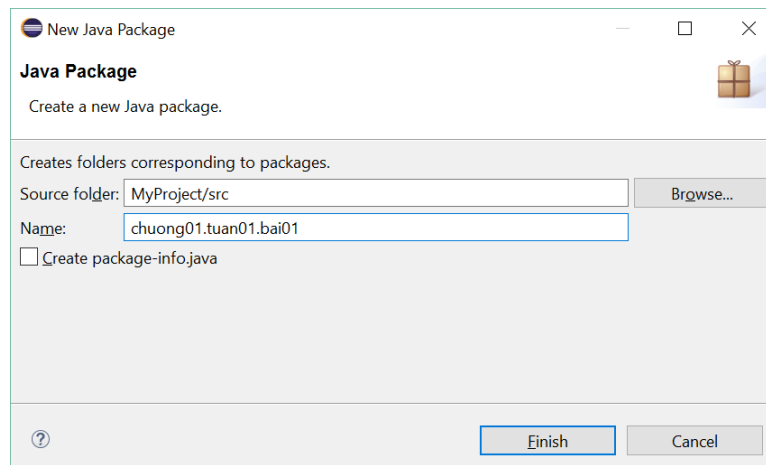 New Java Package
Java Package
Create a new Java package.
Creates folders corresponding to packages.
Source folder: MyProject/src Browse...
Name: chuong01.tuan01.bai01
Create package-info.java
? Finish Cancel